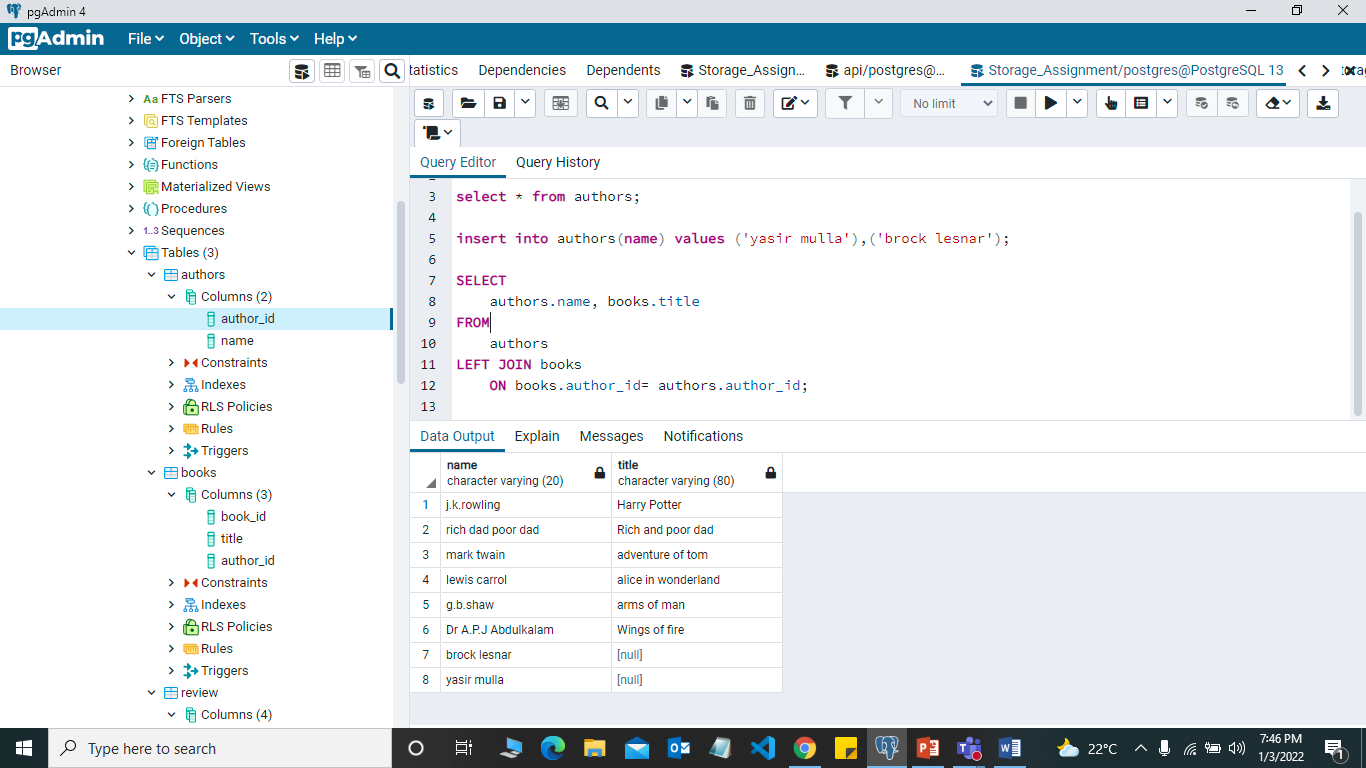 pgAdmin 4
pgAdmin File Object Tools Help
Browser
tatistics Dependencies Dependents Storage_Assign... api/postgres@... Storage_Assignment/postgres@PostgreSQL 13
No limit
Query Editor Query History
Aa FTS Parsers
FTS Templates
Foreign Tables
Functions
Materialized Views
Procedures
1..3 Sequences
Tables (3)
authors
Columns (2)
author_id
name
Constraints
Indexes
RLS Policies
Rules
Triggers
books
Columns (3)
book_id
title
author_id
Constraints
Indexes
RLS Policies
Rules
Triggers
review
Columns (4)
3 select * from authors;
4
5 insert into authors(name) values ('yasir mulla'),('brock lesnar');
6
7 SELECT
8 authors.name, books.title
9 FROM
10 authors
11 LEFT JOIN books
12 ON books.author_id= authors.author_id;
13
Data Output Explain Messages Notifications
name title
character varying (20) character varying (80)
1 j.k.rowling Harry Potter
2 rich dad poor dad Rich and poor dad
3 mark twain adventure of tom
4 lewis carrol alice in wonderland
5 g.b.shaw arms of man
6 Dr A.P.J Abdulkalam Wings of fire
7 brock lesnar [null]
8 yasir mulla [null]
Type here to search
22°C
7:46 PM
1/3/2022
1